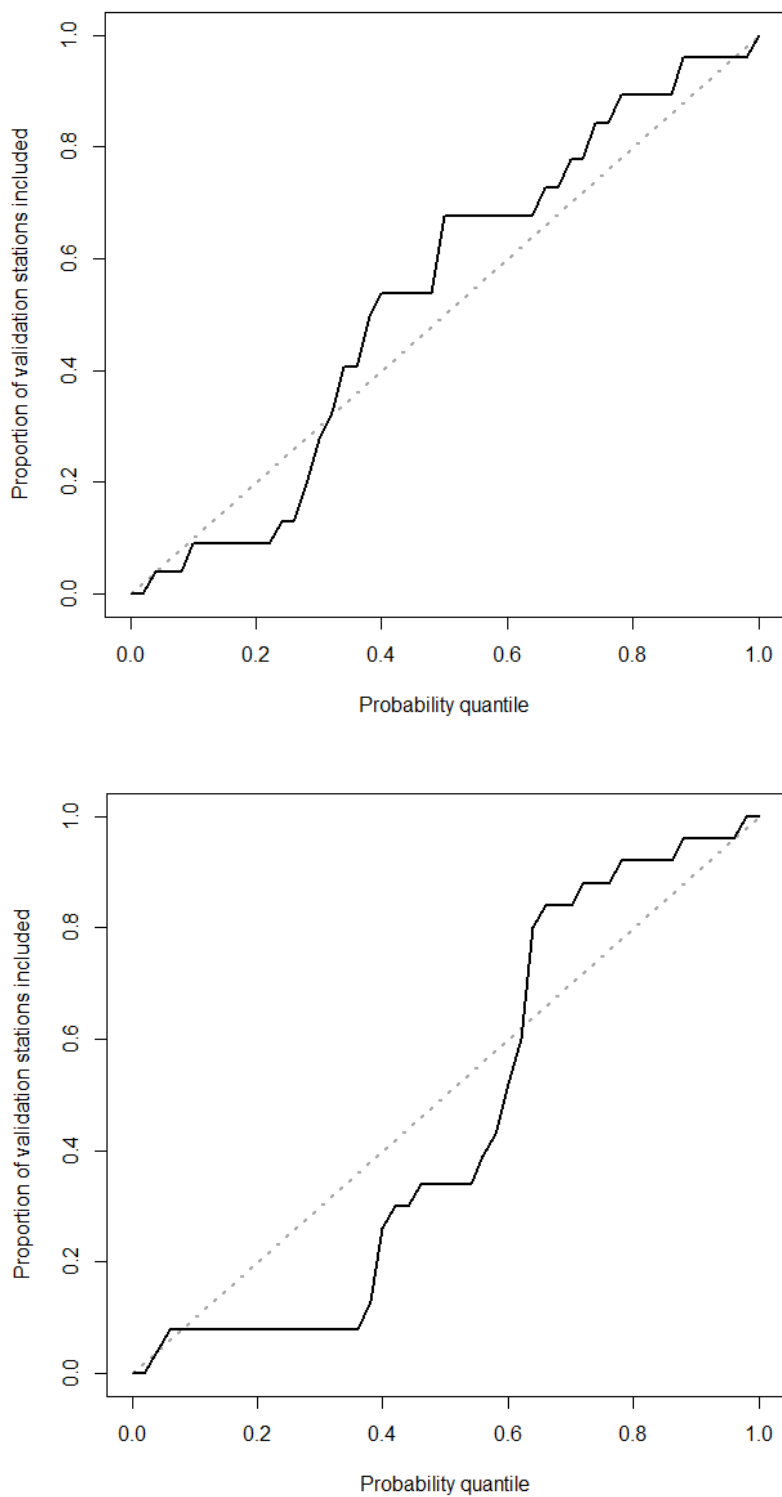 1.0
0.8
0.6
0.4
0.2
0.0
Proportion of validation stations included
0.0 0.2 0.4 0.6 0.8 1.0
Probability quantile
1.0
0.8
0.6
0.4
0.2
0.0
Proportion of validation stations included
0.0 0.2 0.4 0.6 0.8 1.0
Probability quantile